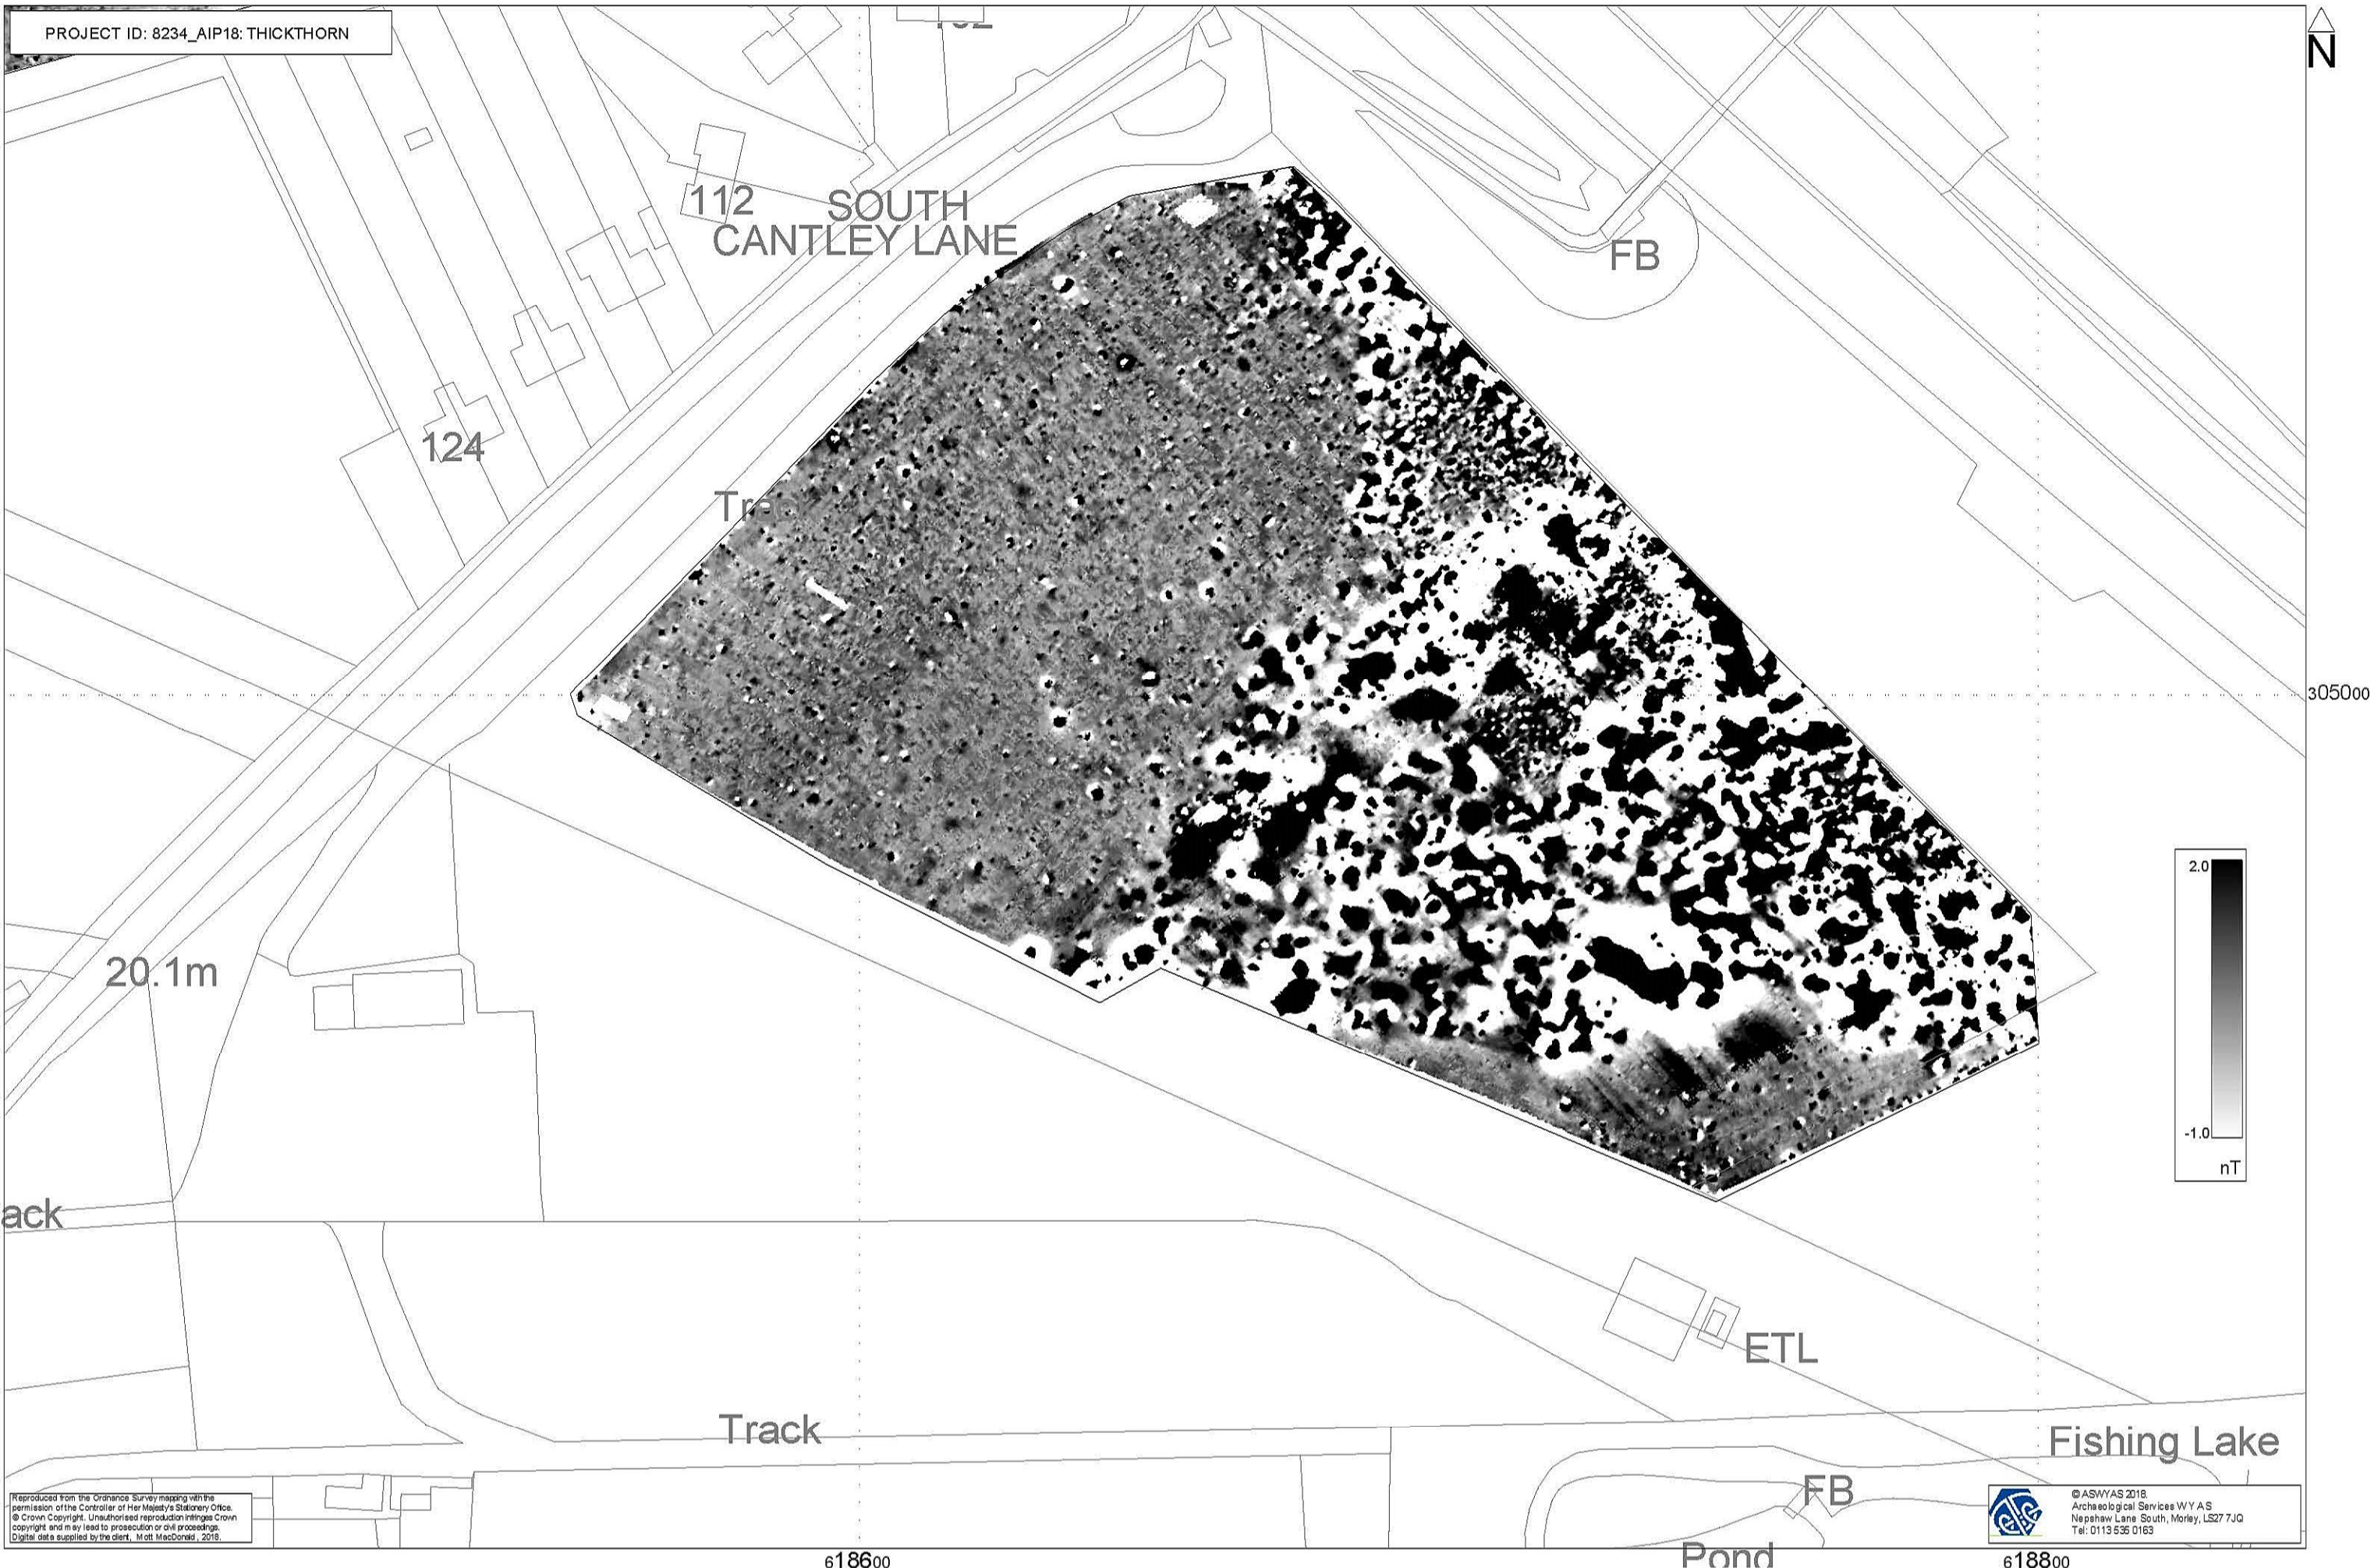 PROJECT ID: 8234_AIP18: THICKTHORN
N
112
SOUTH
CANTLEY LANE
FB
124
Trac
305000
2.0
-1.0
nT
20.1m
ack
ETL
Track
Fishing Lake
FB
Pond
Reproduced from the Ordnance Survey mapping with the
permission of the Controller of Her Majesty's Stationery Office.
© Crown Copyright. Unauthorised reproduction infringes Crown
copyright and may lead to prosecution or civil proceedings.
Digital data supplied by the client, Mott MacDonald, 2018.
© ASWYAS 2018.
Archaeological Services W Y A S
Nepshaw Lane South, Morley, LS27 7JQ
Tel: 0113 535 0163
618600
618800